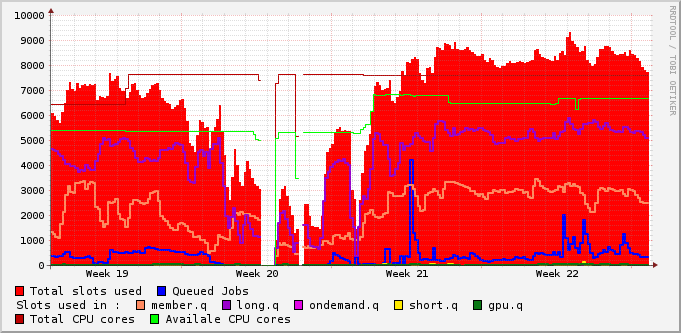 RRDTOOL / TOBI OETIKER
10000
9000
8000
7000
6000
5000
4000
3000
2000
1000
0
Week 19 Week 20 Week 21 Week 22
Total slots used Queued Jobs
Slots used in : member.q long.q ondemand.q short.q gpu.q
Total CPU cores Availale CPU cores